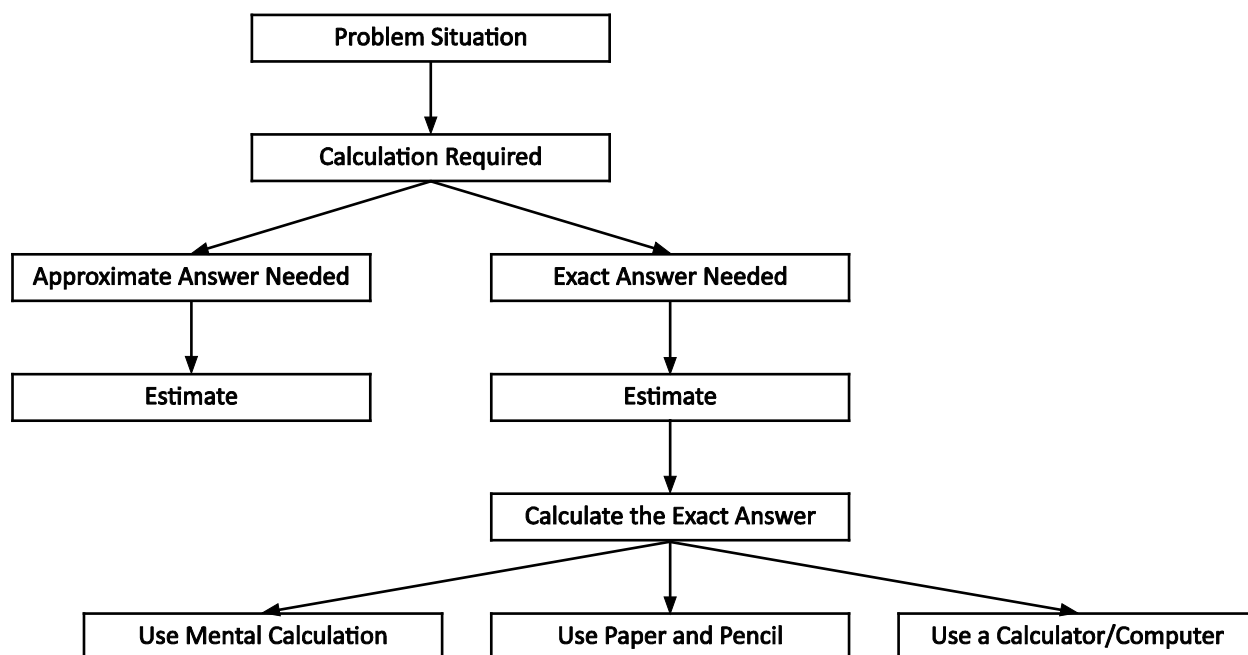 Problem Situation
Calculation Required
Approximate Answer Needed
Exact Answer Needed
Estimate
Estimate
Calculate the Exact Answer
Use Mental Calculation
Use Paper and Pencil
Use a Calculator/Computer